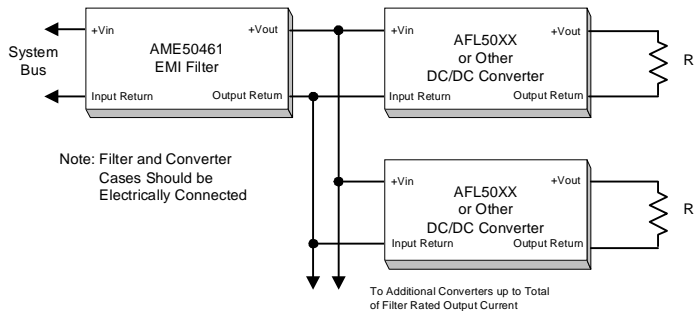 System
Bus
+Vin
+Vout
AME50461
EMI Filter
Input Return
Output Return
+Vin
+Vout
AFL50XX
or Other
DC/DC Converter
Input Return
Output Return
R
Note: Filter and Converter
Cases Should be
Electrically Connected
+Vin
+Vout
AFL50XX
or Other
DC/DC Converter
Input Return
Output Return
R
To Additional Converters up to Total
of Filter Rated Output Current